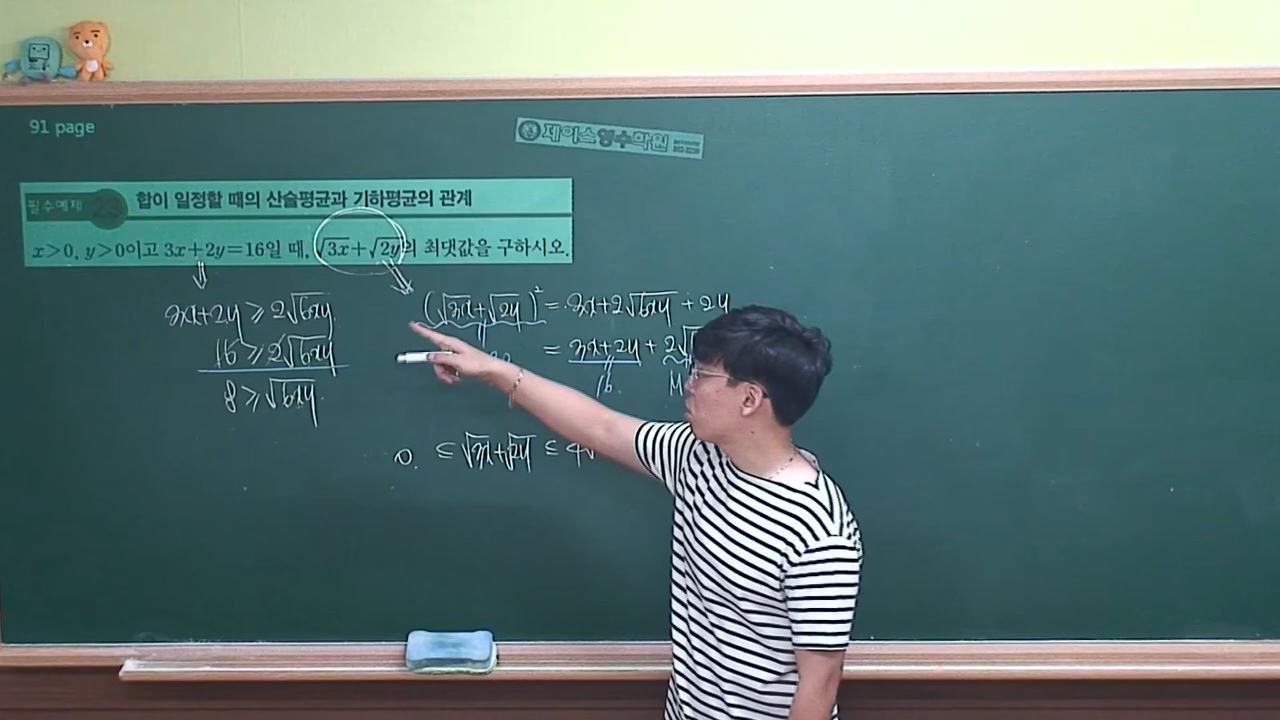 91 page
제이스영수학원
필수예제 23 합이 일정할 때의 산술평균과 기하평균의 관계
x>0, y>0이고 3x+2y=16일 때, √3x+√2y의 최댓값을 구하시오.
3x+2y ≥ 2√6xy
16 ≥ 2√6xy
8 ≥ √6xy
(√3x+√2y)² = 3x+2√6xy+2y
= 3x+2y+2√
16 M
0 ≤ √3x+√2y ≤ 4√